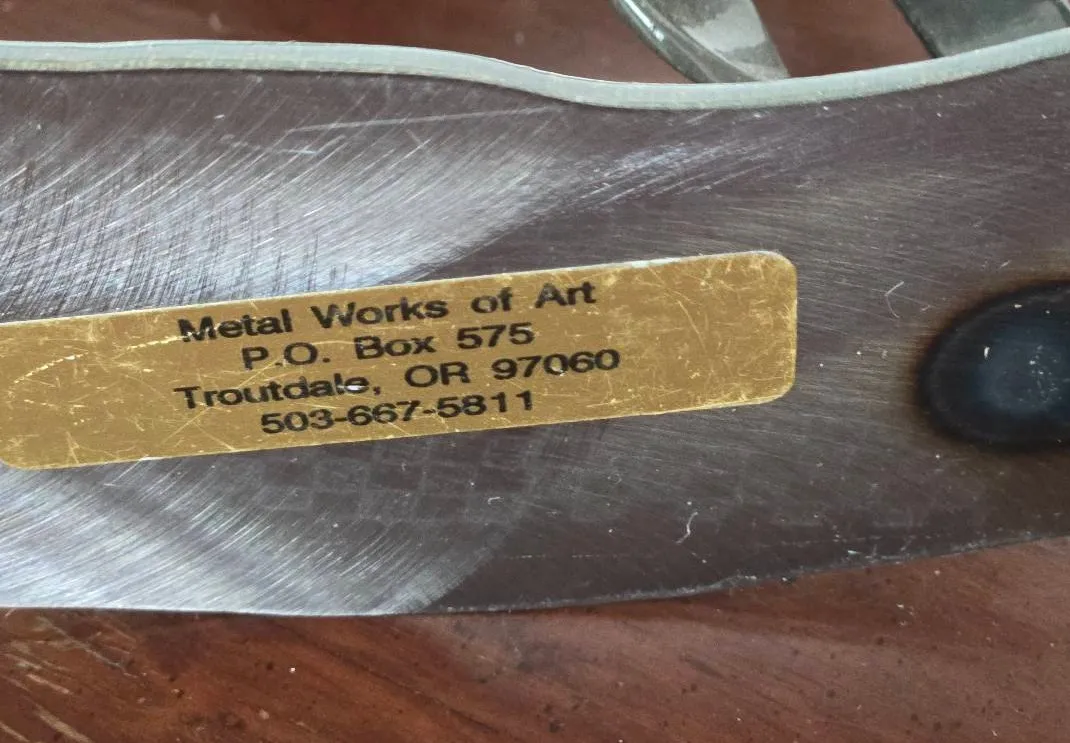 Metal Works of Art
P.O. Box 575
Troutdale, OR 97060
503-667-5811